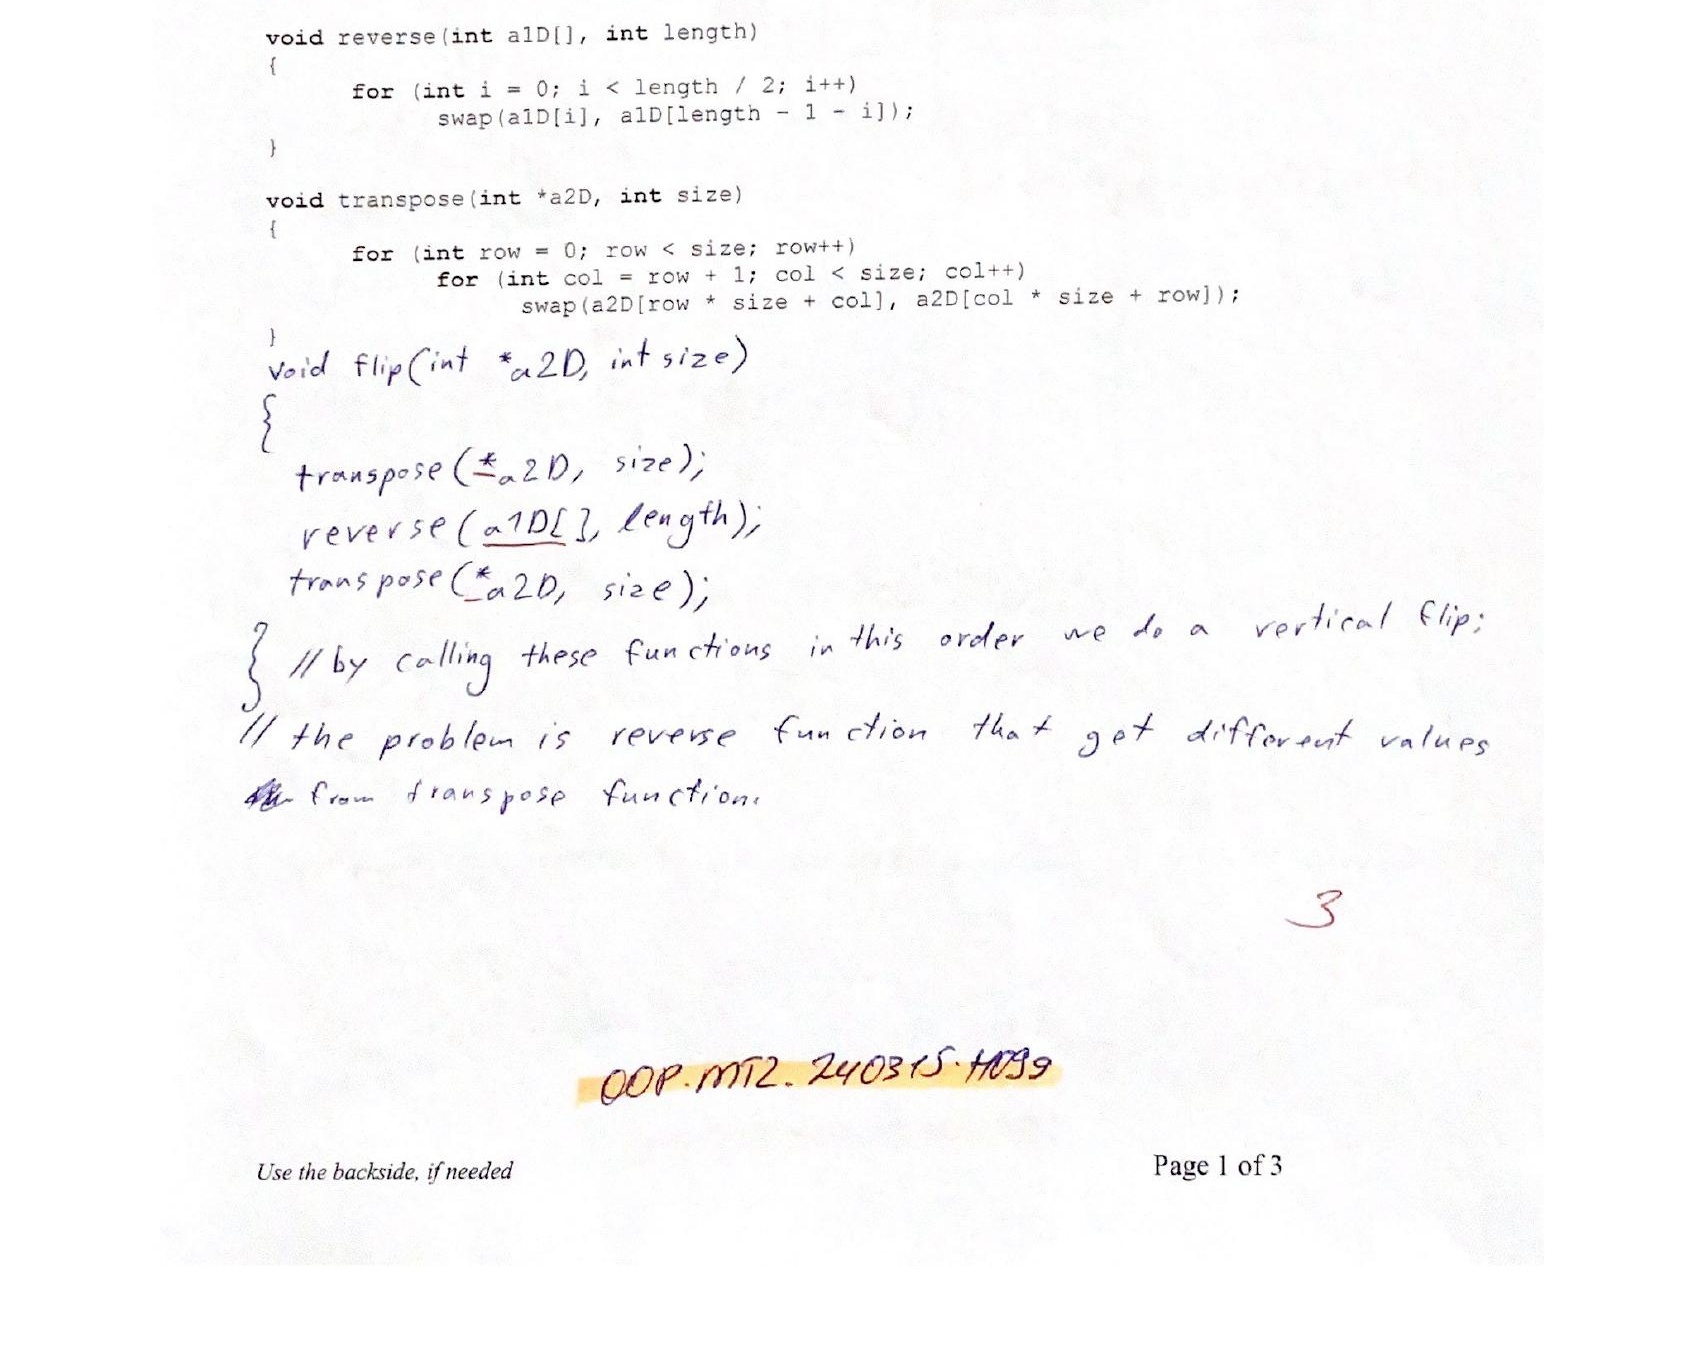 void reverse(int a1D[], int length)
{
for (int i = 0; i < length / 2; i++)
swap(a1D[i], a1D[length - 1 - i]);
}
void transpose(int *a2D, int size)
{
for (int row = 0; row < size; row++)
for (int col = row + 1; col < size; col++)
swap(a2D[row * size + col], a2D[col * size + row]);
}
void flip(int *a2D, int size)
{
transpose(*a2D, size);
reverse(a1D[], length);
transpose(*a2D, size);
} // by calling these functions in this order we do a vertical flip;
// the problem is reverse function that get different values
from transpose function.
3
OOP.MT2.240315.H099
Use the backside, if needed
Page 1 of 3